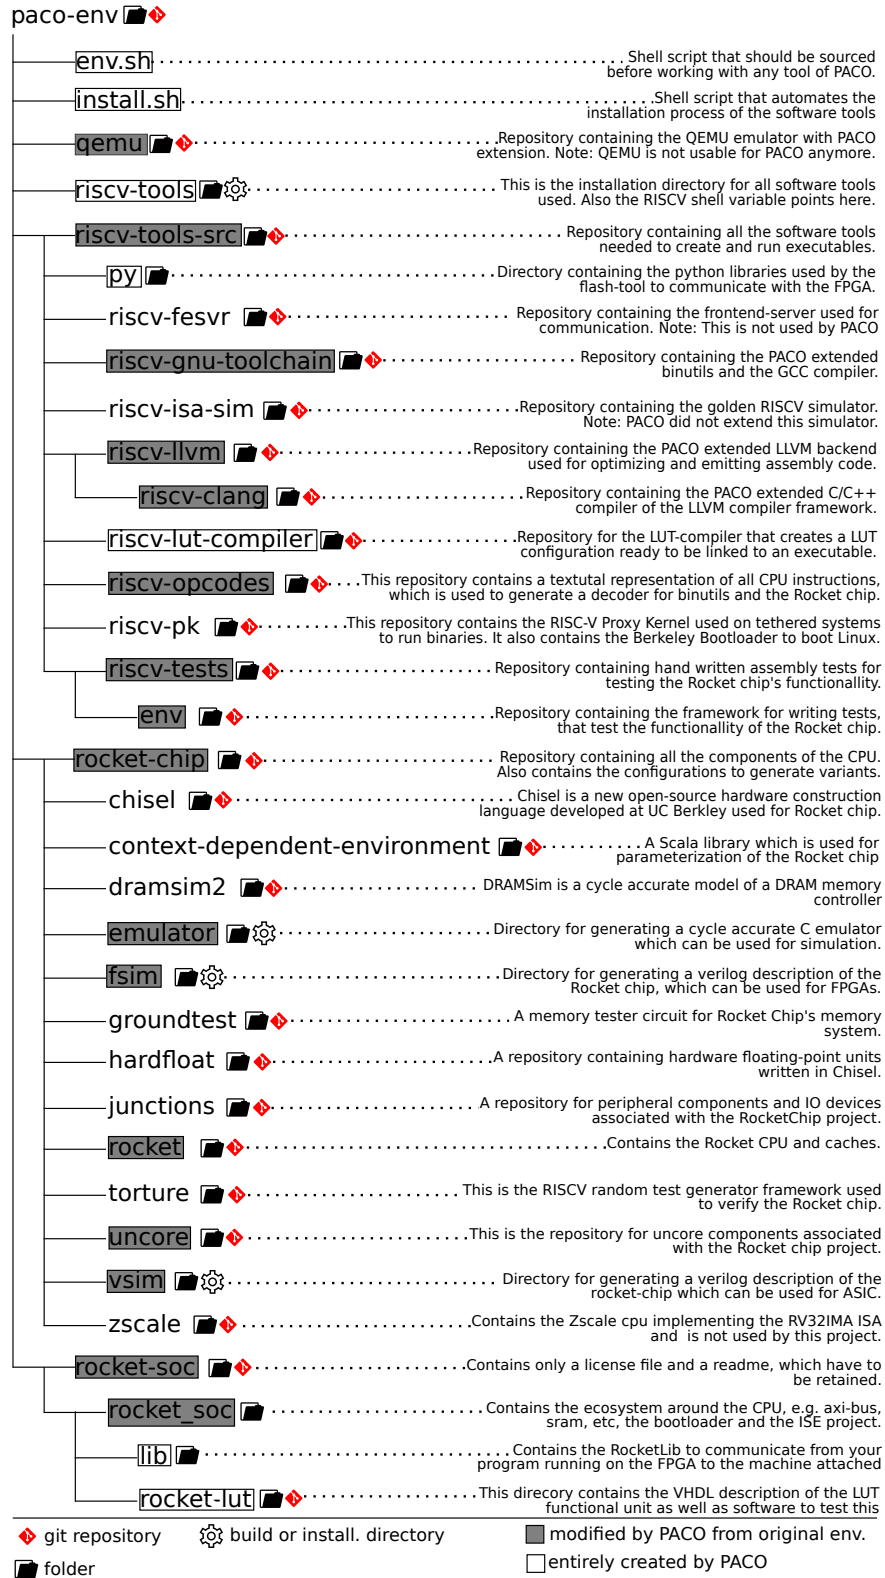 paco-env
env.sh
Shell script that should be sourced
before working with any tool of PACO.
install.sh
Shell script that automates the
installation process of the software tools
qemu
Repository containing the QEMU emulator with PACO
extension. Note: QEMU is not usable for PACO anymore.
riscv-tools
This is the installation directory for all software tools
used. Also the RISCV shell variable points here.
riscv-tools-src
Repository containing all the software tools
needed to create and run executables.
py
Directory containing the python libraries used by the
flash-tool to communicate with the FPGA.
riscv-fesvr
Repository containing the frontend-server used for
communication. Note: This is not used by PACO
riscv-gnu-toolchain
Repository containing the PACO extended
binutils and the GCC compiler.
riscv-isa-sim
Repository containing the golden RISCV simulator.
Note: PACO did not extend this simulator.
riscv-llvm
Repository containing the PACO extended LLVM backend
used for optimizing and emitting assembly code.
riscv-clang
Repository containing the PACO extended C/C++
compiler of the LLVM compiler framework.
riscv-lut-compiler
Repository for the LUT-compiler that creates a LUT
configuration ready to be linked to an executable.
riscv-opcodes
This repository contains a textutal representation of all CPU instructions,
which is used to generate a decoder for binutils and the Rocket chip.
riscv-pk
This repository contains the RISC-V Proxy Kernel used on tethered systems
to run binaries. It also contains the Berkeley Bootloader to boot Linux.
riscv-tests
Repository containing hand written assembly tests for
testing the Rocket chip's functionallity.
env
Repository containing the framework for writing tests,
that test the functionallity of the Rocket chip.
rocket-chip
Repository containing all the components of the CPU.
Also contains the configurations to generate variants.
chisel
Chisel is a new open-source hardware construction
language developed at UC Berkley used for Rocket chip.
context-dependent-environment
A Scala library which is used for
parameterization of the Rocket chip
dramsim2
DRAMSim is a cycle accurate model of a DRAM memory
controller
emulator
Directory for generating a cycle accurate C emulator
which can be used for simulation.
fsim
Directory for generating a verilog description of the
Rocket chip, which can be used for FPGAs.
groundtest
A memory tester circuit for Rocket Chip's memory
system.
hardfloat
A repository containing hardware floating-point units
written in Chisel.
junctions
A repository for peripheral components and IO devices
associated with the RocketChip project.
rocket
Contains the Rocket CPU and caches.
torture
This is the RISCV random test generator framework used
to verify the Rocket chip.
uncore
This is the repository for uncore components associated
with the Rocket chip project.
vsim
Directory for generating a verilog description of the
rocket-chip which can be used for ASIC.
zscale
Contains the Zscale cpu implementing the RV32IMA ISA
and is not used by this project.
rocket-soc
Contains only a license file and a readme, which have to
be retained.
rocket_soc
Contains the ecosystem around the CPU, e.g. axi-bus,
sram, etc, the bootloader and the ISE project.
lib
Contains the RocketLib to communicate from your
program running on the FPGA to the machine attached
rocket-lut
This direcory contains the VHDL description of the LUT
functional unit as well as software to test this
git repository
build or install. directory
modified by PACO from original env.
folder
entirely created by PACO